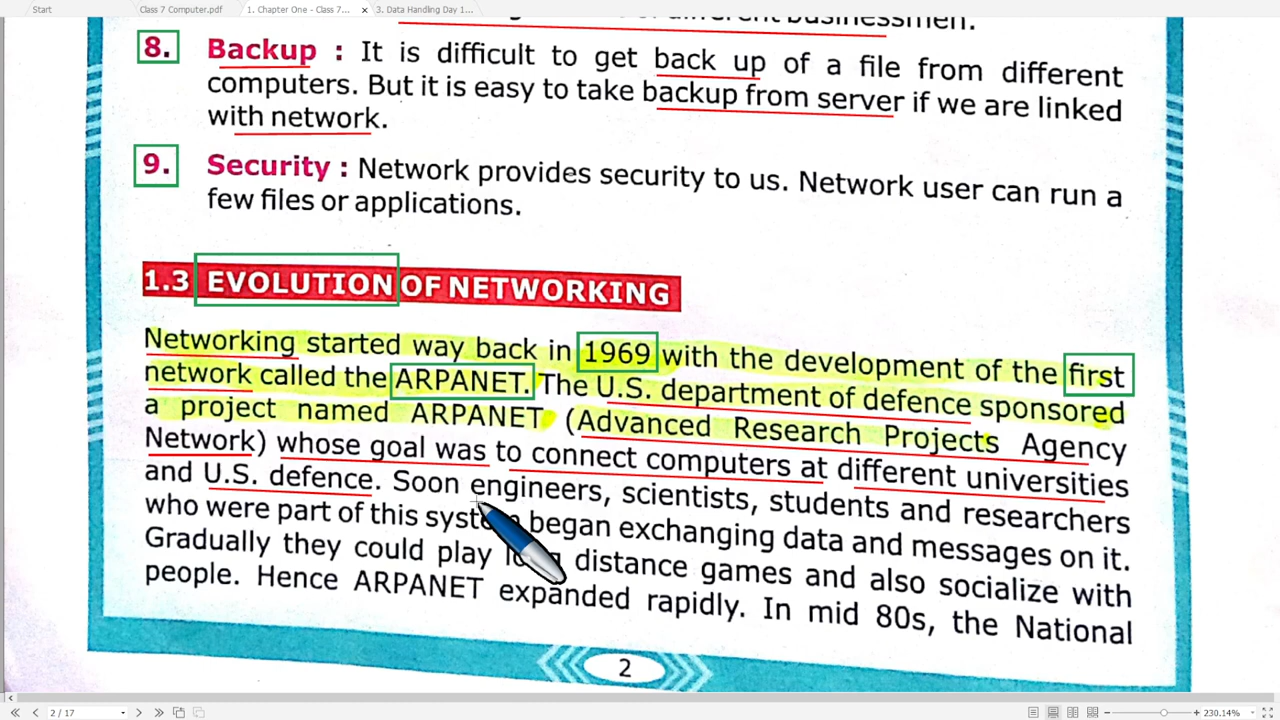 Start
Class 7 Computer.pdf
1. Chapter One - Class 7...
3. Data Handling Day 1...
different businessmen.
8. Backup : It is difficult to get back up of a file from different
computers. But it is easy to take backup from server if we are linked
with network.
9. Security : Network provides security to us. Network user can run a
few files or applications.
1.3 EVOLUTION OF NETWORKING
Networking started way back in 1969 with the development of the first
network called the ARPANET. The U.S. department of defence sponsored
a project named ARPANET (Advanced Research Projects Agency
Network) whose goal was to connect computers at different universities
and U.S. defence. Soon engineers, scientists, students and researchers
who were part of this system began exchanging data and messages on it.
Gradually they could play long distance games and also socialize with
people. Hence ARPANET expanded rapidly. In mid 80s, the National
2
2 / 17
230.14%